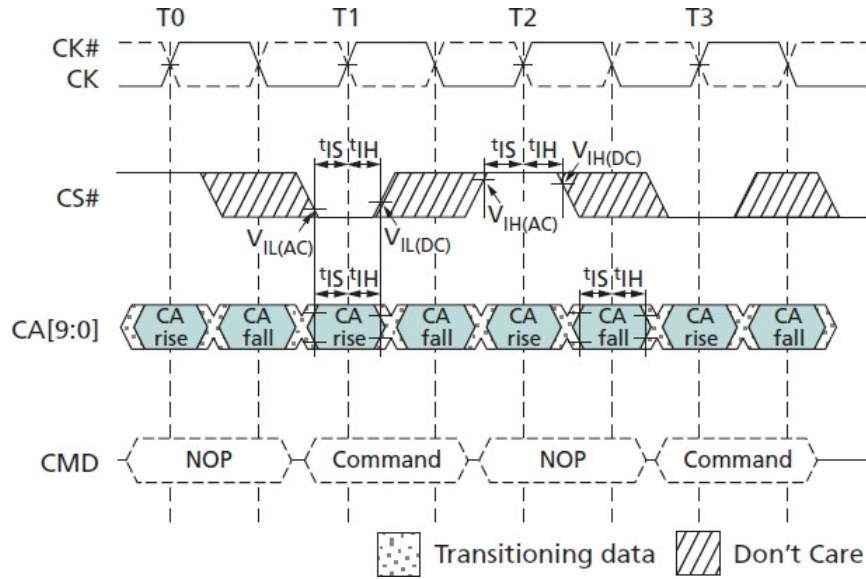 T0 T1 T2 T3
CK#
CK
tIS tIH tIS tIH VIH(DC)
CS#
VIL(AC) VIL(DC) VIH(AC)
tIS tIH tIS tIH
CA[9:0] CA rise CA fall CA rise CA fall CA rise CA fall CA rise CA fall
CMD NOP Command NOP Command
Transitioning data Don't Care